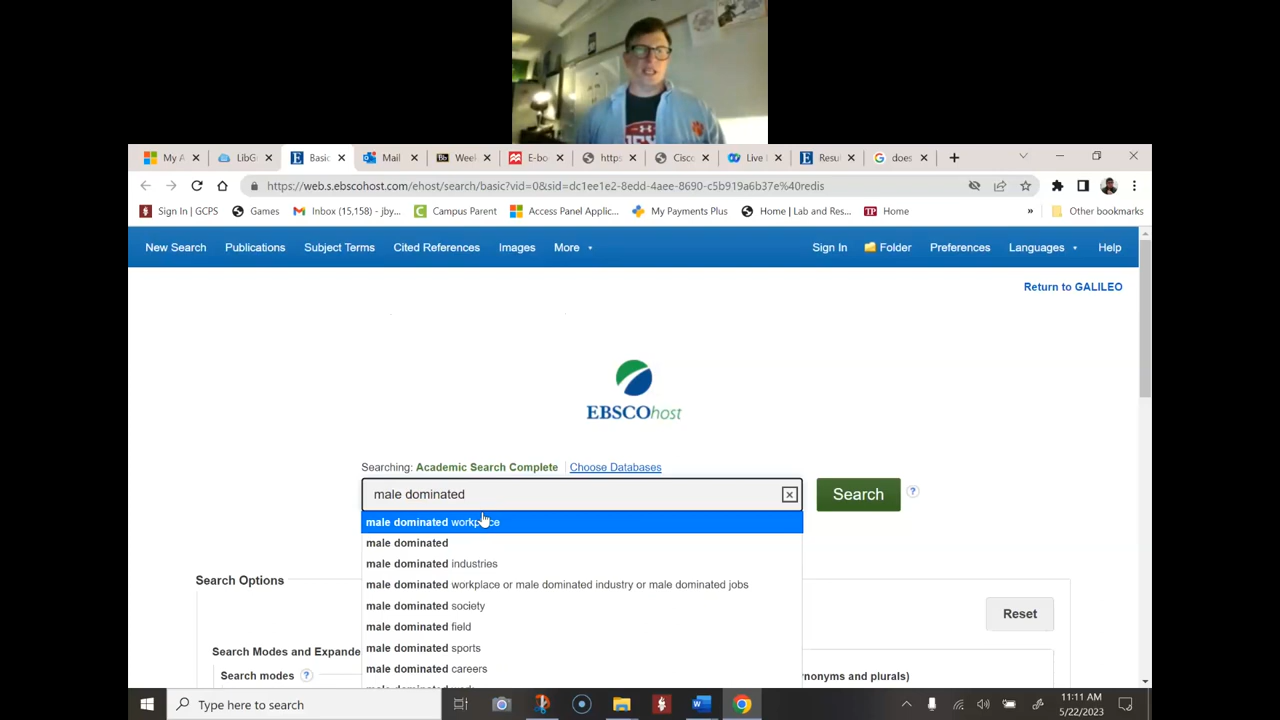 My A
LibG
Basic
Mail
Week
E-bo
https
Cisco
Live
Resu
does
https://web.s.ebscohost.com/ehost/search/basic?vid=0&sid=dc1ee1e2-8edd-4aee-8690-c5b919a6b37e%40redis
Sign In | GCPS
Games
Inbox (15,158) - jby...
Campus Parent
Access Panel Applic...
My Payments Plus
Home | Lab and Res...
Home
»
Other bookmarks
New Search
Publications
Subject Terms
Cited References
Images
More
Sign In
Folder
Preferences
Languages
Help
Return to GALILEO
EBSCOhost
Searching: Academic Search Complete
Choose Databases
male dominated
Search
?
male dominated workplace
male dominated
male dominated industries
male dominated workplace or male dominated industry or male dominated jobs
male dominated society
male dominated field
male dominated sports
male dominated careers
Search Options
Reset
Search Modes and Expande
Search modes ?
nonyms and plurals)
Type here to search
11:11 AM
5/22/2023